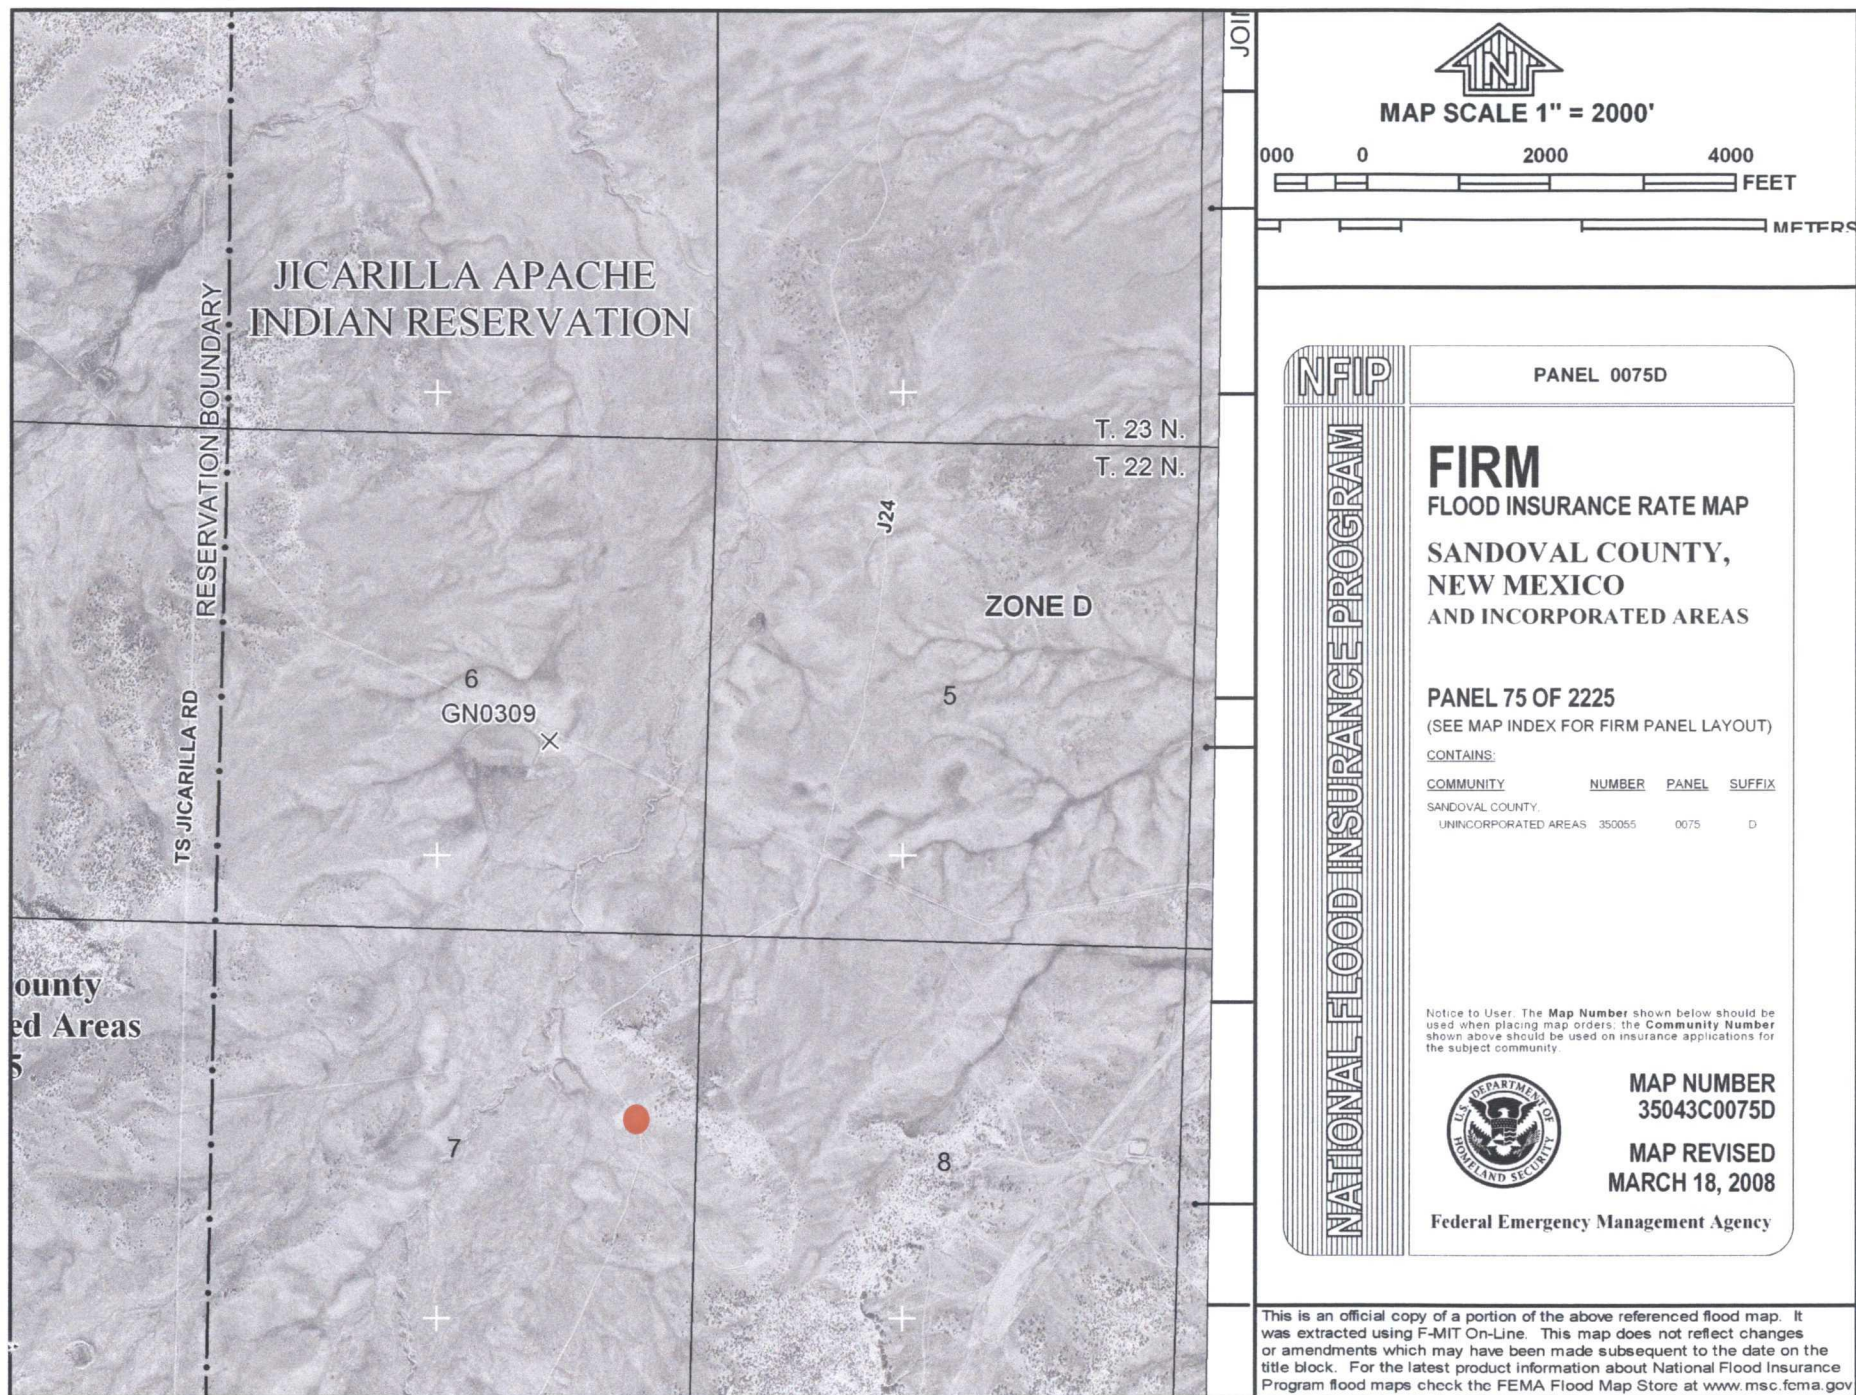 JOIN
N
MAP SCALE 1" = 2000'
000 0 2000 4000
FEET
METERS
JICARILLA APACHE
INDIAN RESERVATION
RESERVATION BOUNDARY
T. 23 N.
T. 22 N.
J24
ZONE D
6
GN0309
5
TS JICARILLA RD
ounty
ed Areas
5
7
8
NFIP
PANEL 0075D
NATIONAL FLOOD INSURANCE PROGRAM
FIRM
FLOOD INSURANCE RATE MAP
SANDOVAL COUNTY,
NEW MEXICO
AND INCORPORATED AREAS
PANEL 75 OF 2225
(SEE MAP INDEX FOR FIRM PANEL LAYOUT)
CONTAINS:
COMMUNITY NUMBER PANEL SUFFIX
SANDOVAL COUNTY,
UNINCORPORATED AREAS 350055 0075 D
Notice to User: The Map Number shown below should be
used when placing map orders; the Community Number
shown above should be used on insurance applications for
the subject community.
U.S. DEPARTMENT OF
HOMELAND SECURITY
MAP NUMBER
35043C0075D
MAP REVISED
MARCH 18, 2008
Federal Emergency Management Agency
This is an official copy of a portion of the above referenced flood map. It
was extracted using F-MIT On-Line. This map does not reflect changes
or amendments which may have been made subsequent to the date on the
title block. For the latest product information about National Flood Insurance
Program flood maps check the FEMA Flood Map Store at www.msc.fema.gov